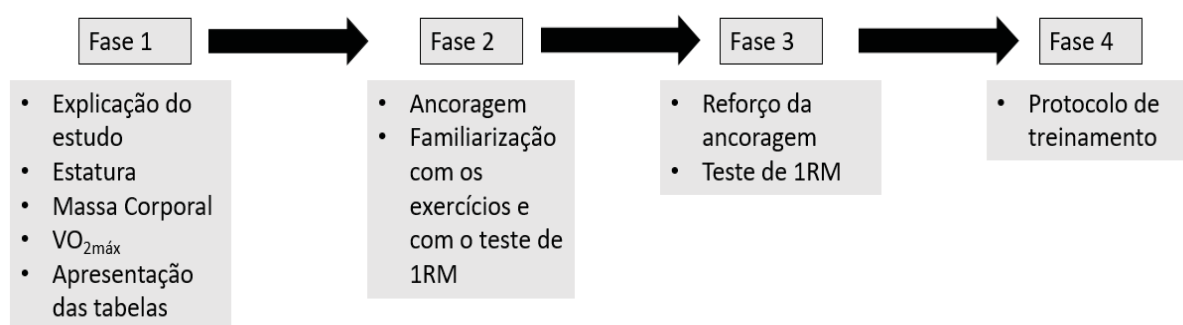 Fase 1
• Explicação do
estudo
• Estatura
• Massa Corporal
• VO2máx
• Apresentação
das tabelas
Fase 2
• Ancoragem
• Familiarização
com os
exercícios e
com o teste de
1RM
Fase 3
• Reforço da
ancoragem
• Teste de 1RM
Fase 4
• Protocolo de
treinamento